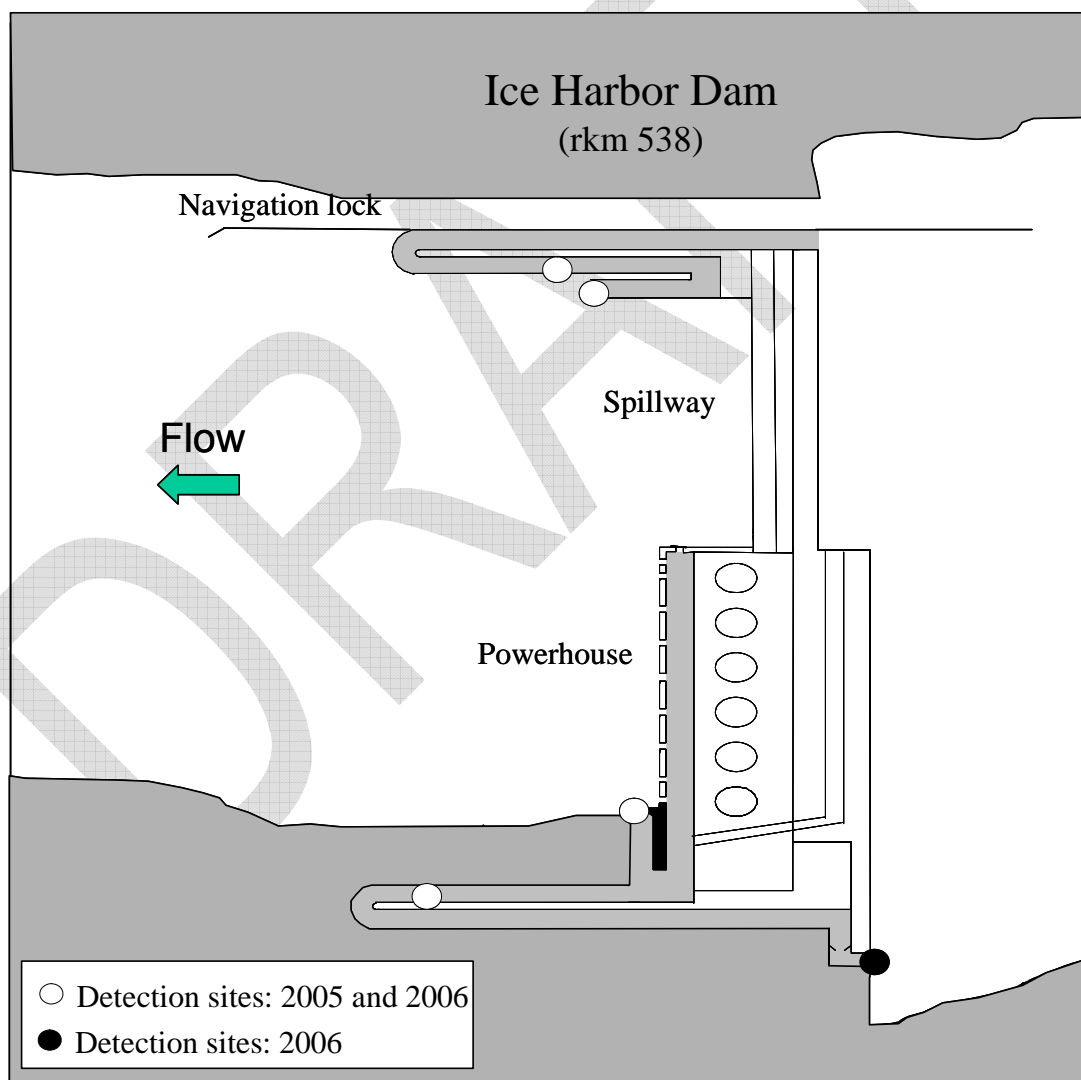 Ice Harbor Dam
(rkm 538)
Navigation lock
Spillway
Flow
Powerhouse
Detection sites: 2005 and 2006
Detection sites: 2006
DRAFT